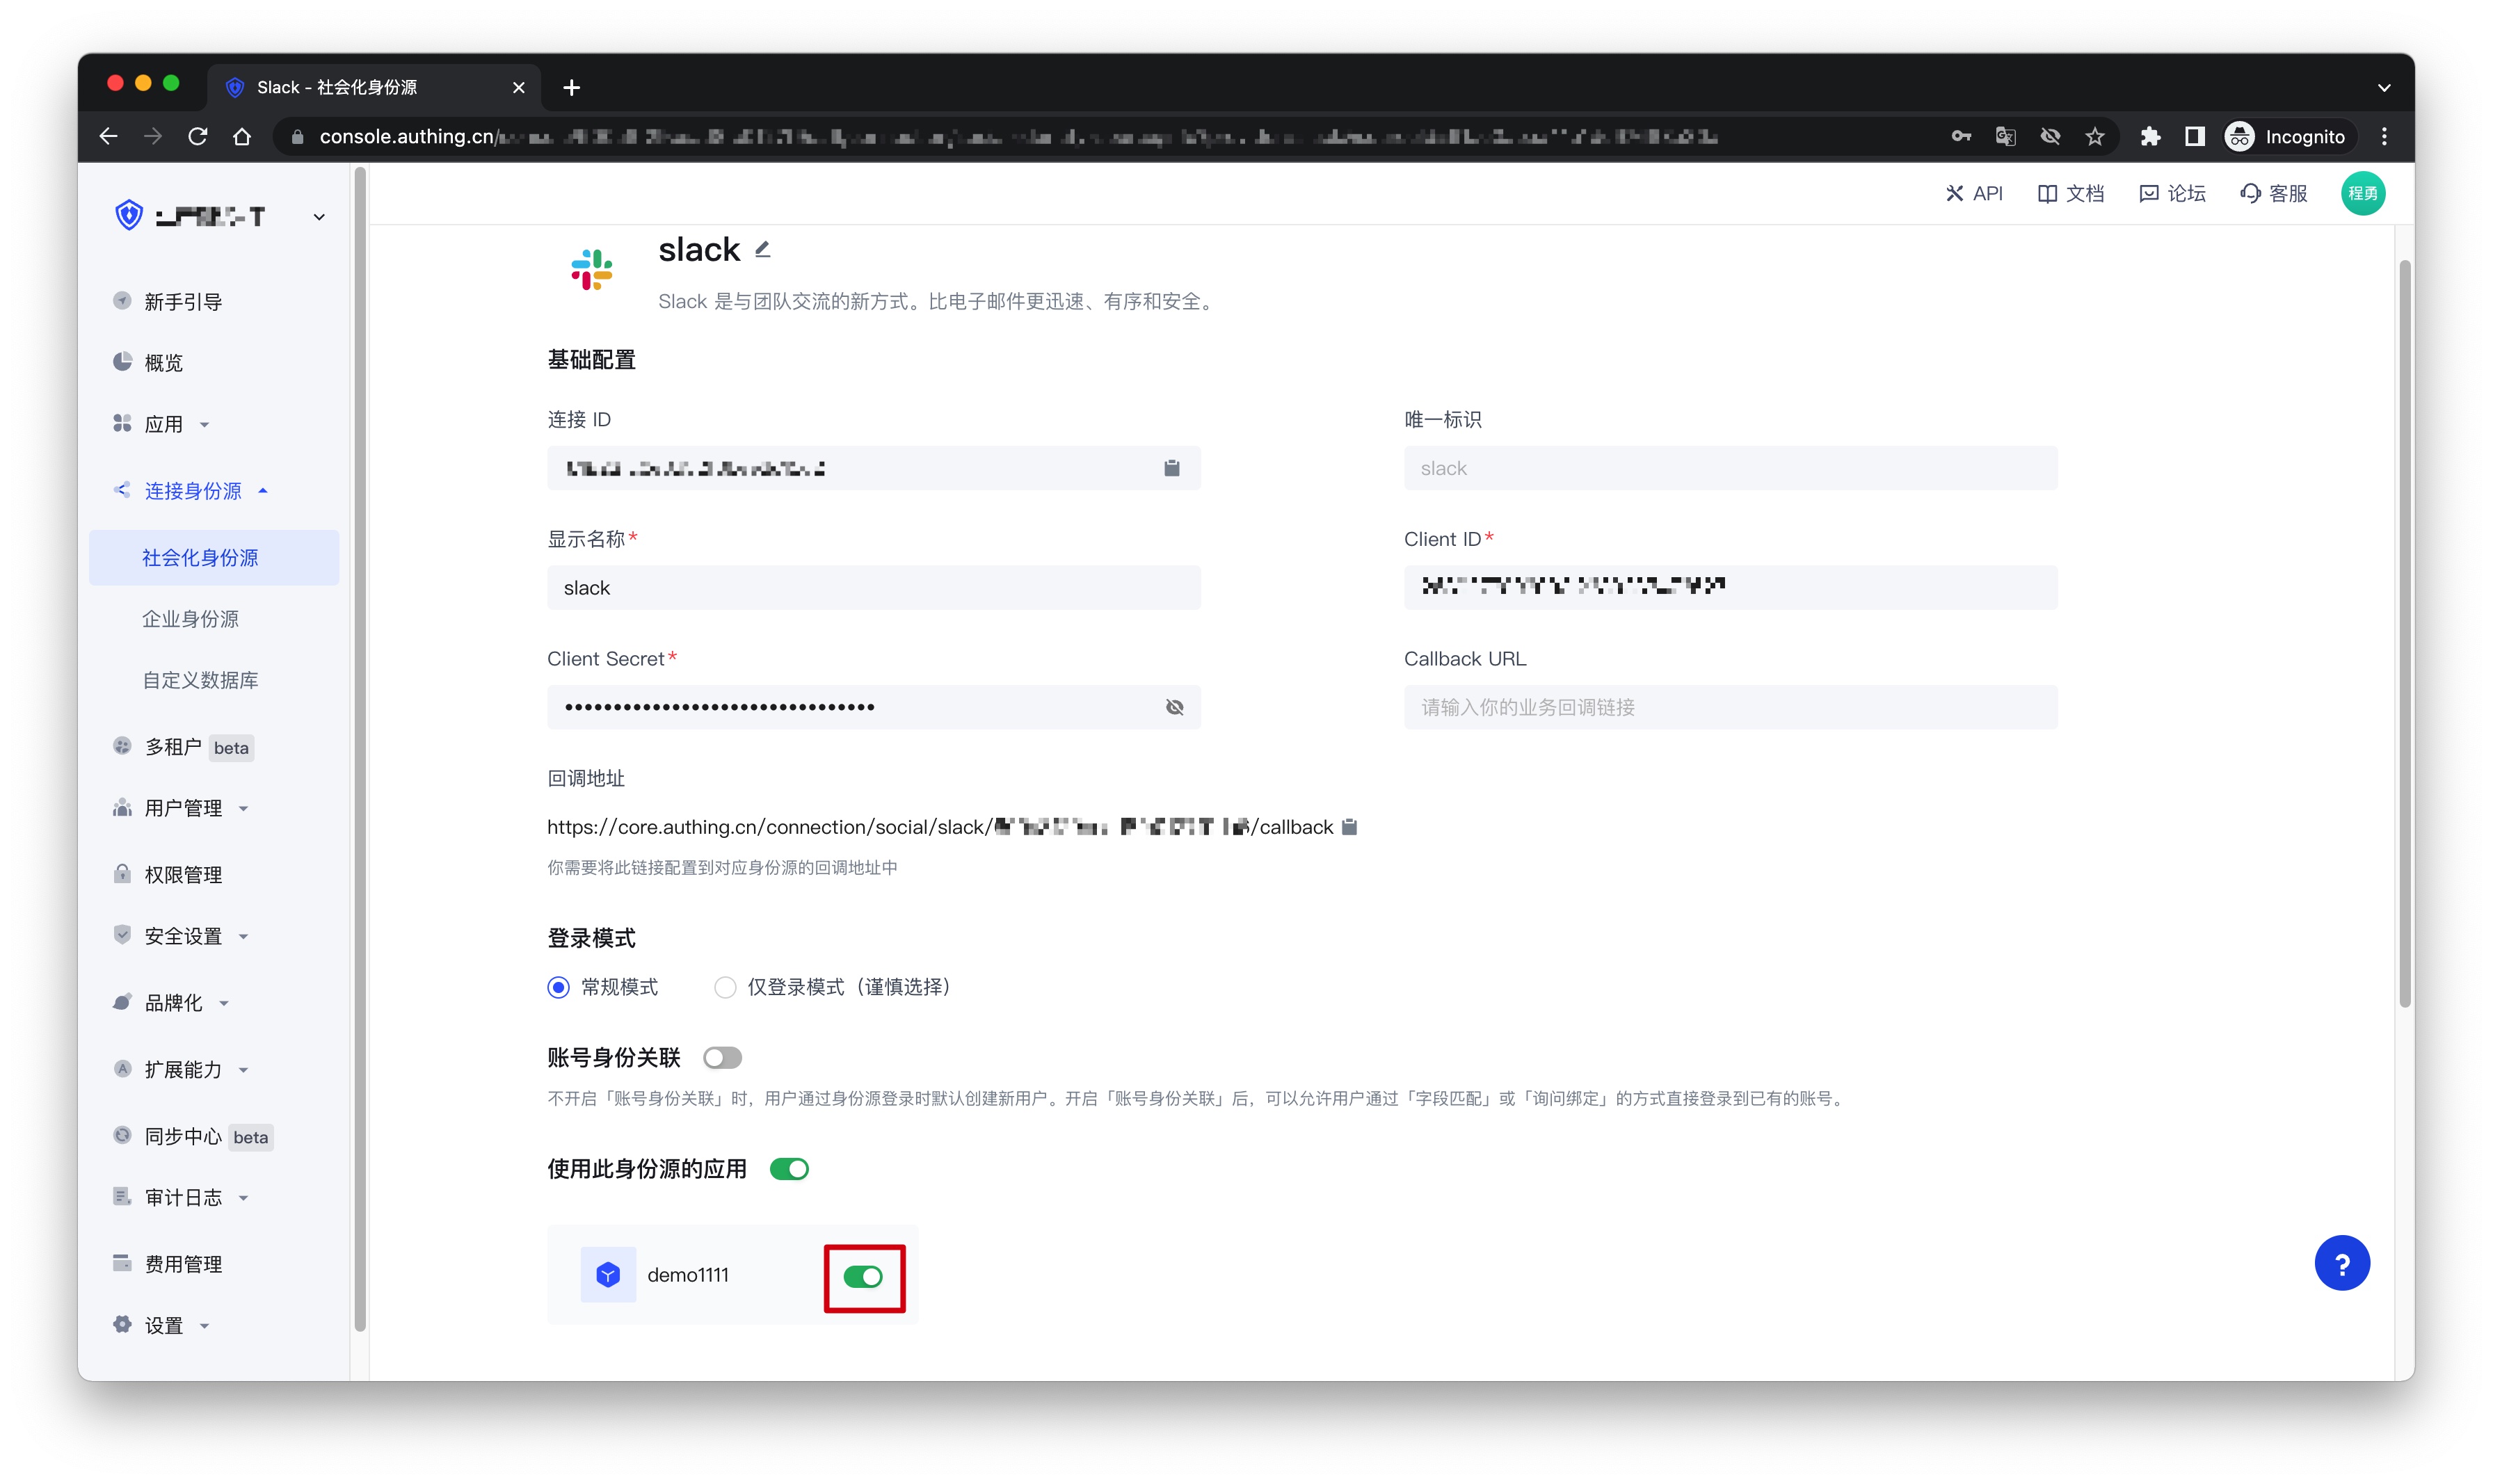 Slack - 社会化身份源
console.authing.cn/
Incognito
API
文档
论坛
客服
程勇
新手引导
概览
应用
连接身份源
社会化身份源
企业身份源
自定义数据库
多租户 beta
用户管理
权限管理
安全设置
品牌化
扩展能力
同步中心 beta
审计日志
费用管理
设置
slack
Slack 是与团队交流的新方式。比电子邮件更迅速、有序和安全。
基础配置
连接 ID
唯一标识
slack
显示名称*
Client ID*
slack
Client Secret*
Callback URL
••••••••••••••••••••••••••••••••
请输入你的业务回调链接
回调地址
https://core.authing.cn/connection/social/slack/ /callback
你需要将此链接配置到对应身份源的回调地址中
登录模式
常规模式
仅登录模式（谨慎选择）
账号身份关联
不开启「账号身份关联」时，用户通过身份源登录时默认创建新用户。开启「账号身份关联」后，可以允许用户通过「字段匹配」或「询问绑定」的方式直接登录到已有的账号。
使用此身份源的应用
demo1111
?